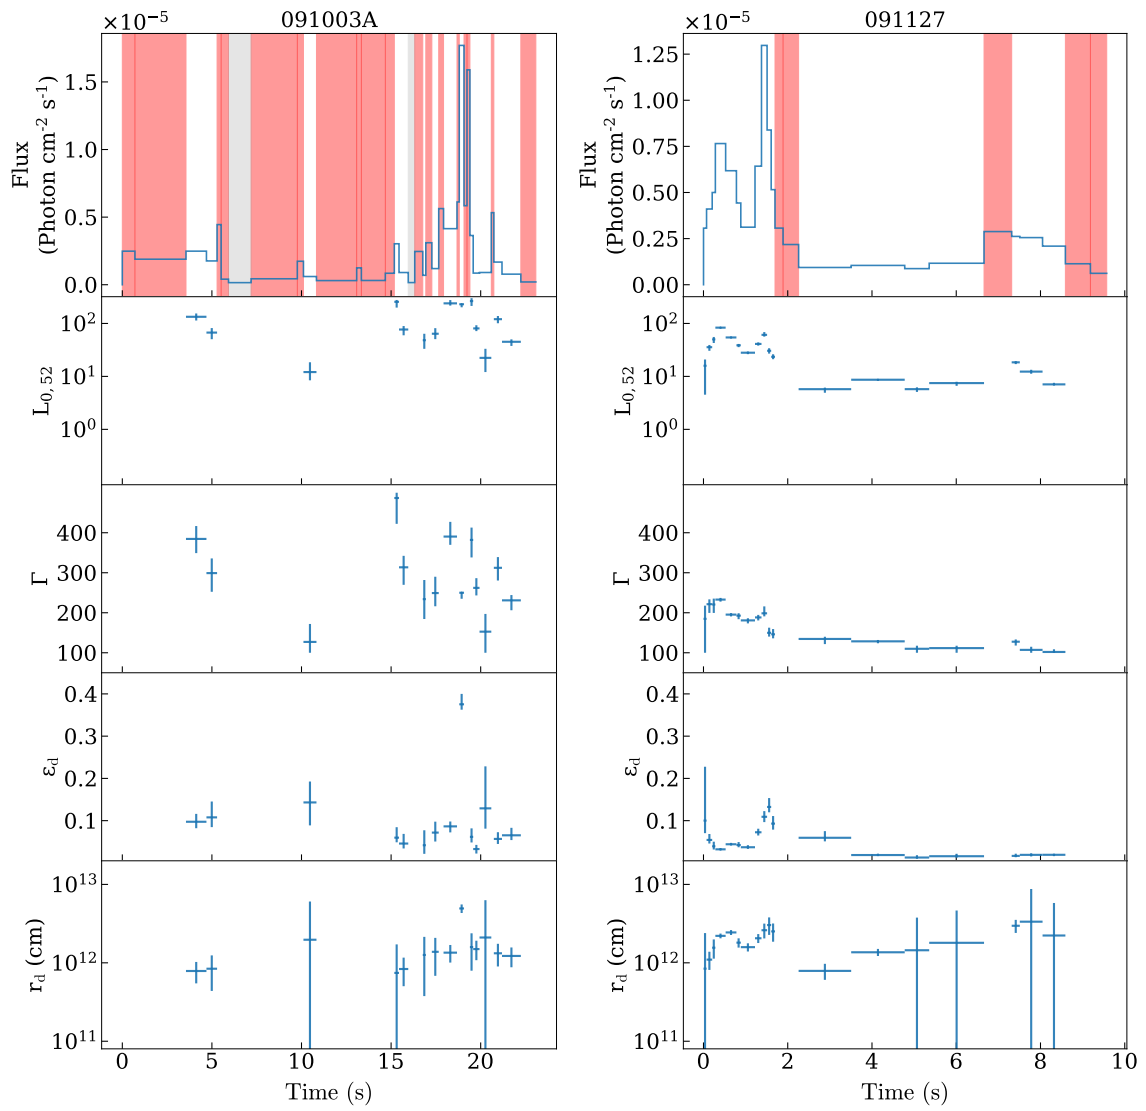 ×10⁻⁵ 091003A
Flux
(Photon cm⁻² s⁻¹)
1.5
1.0
0.5
0.0
L₀,₅₂
10²
10¹
10⁰
Γ
400
300
200
100
ε_d
0.4
0.3
0.2
0.1
r_d (cm)
10¹³
10¹²
10¹¹
0 5 10 15 20
Time (s)
×10⁻⁵ 091127
Flux
(Photon cm⁻² s⁻¹)
1.25
1.00
0.75
0.50
0.25
0.00
L₀,₅₂
10²
10¹
10⁰
Γ
400
300
200
100
ε_d
0.4
0.3
0.2
0.1
r_d (cm)
10¹³
10¹²
10¹¹
0 2 4 6 8 10
Time (s)